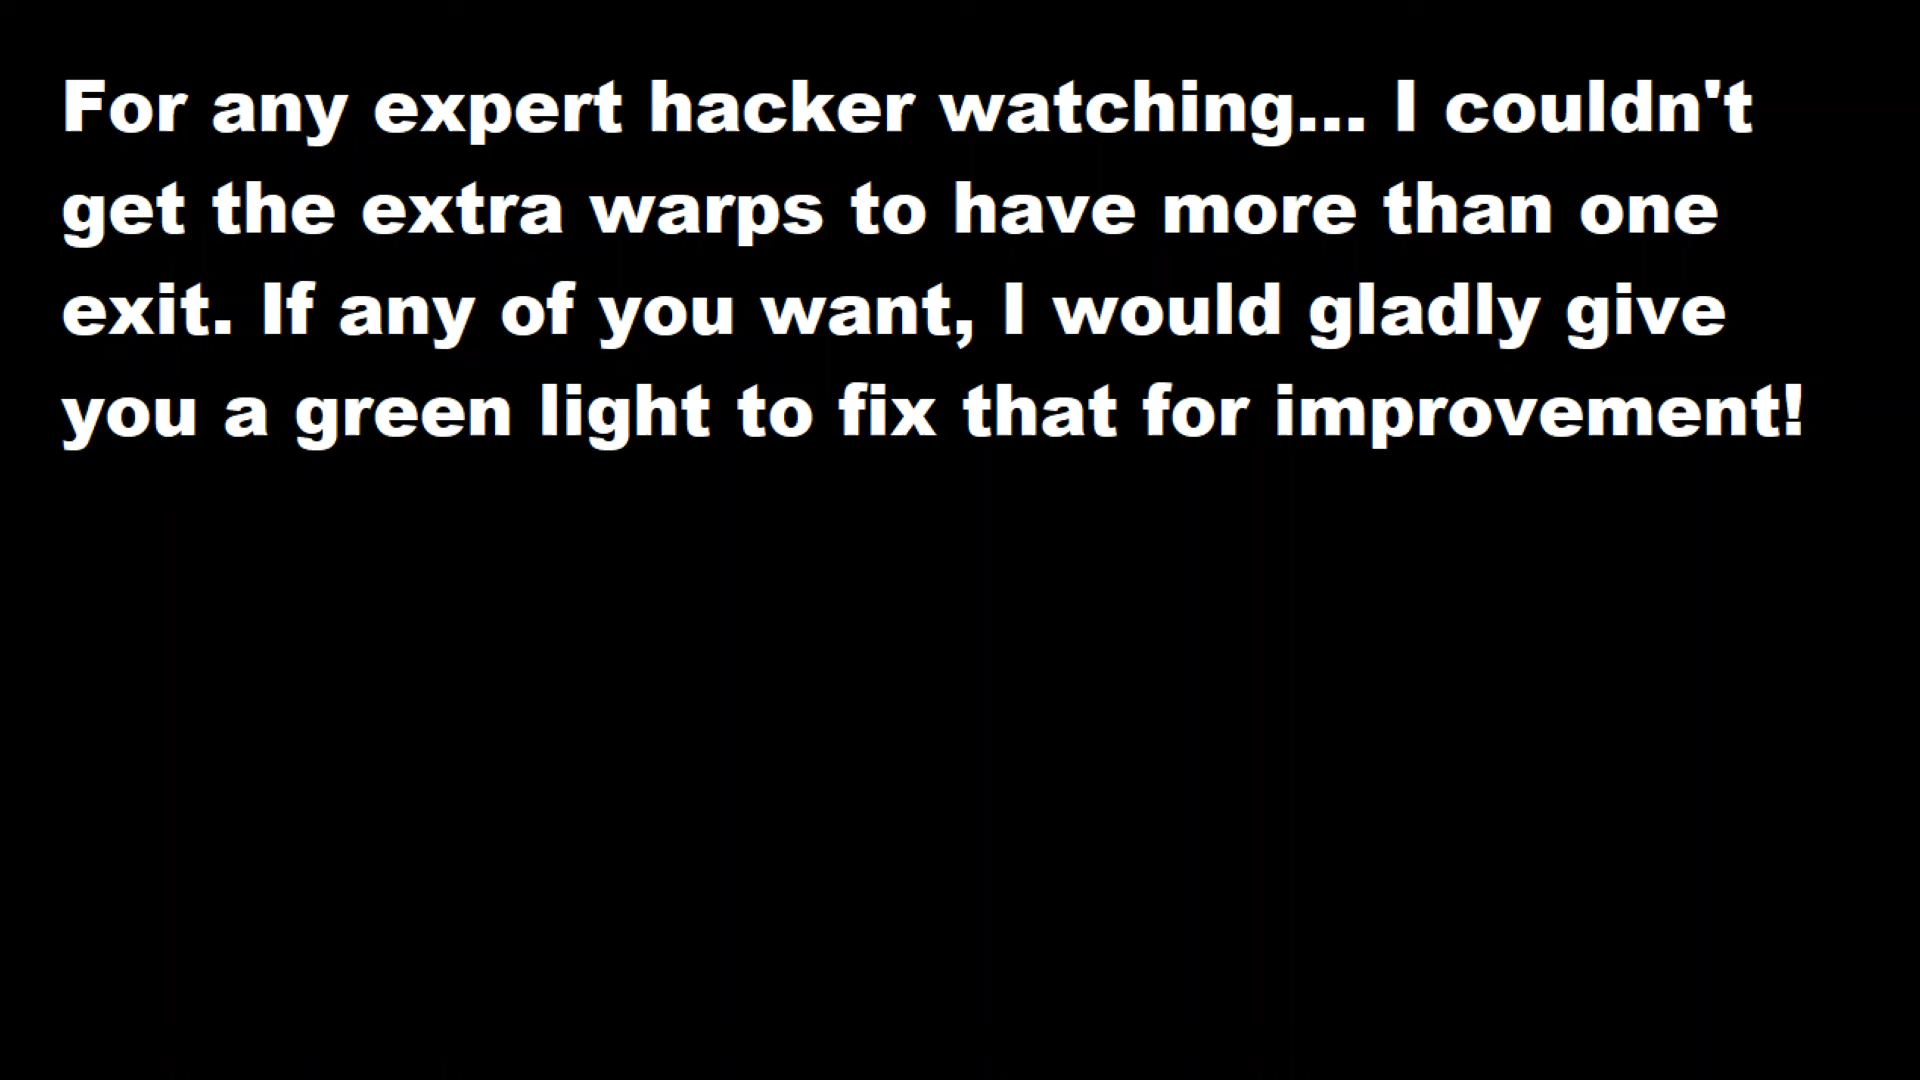 For any expert hacker watching... I couldn't
get the extra warps to have more than one
exit. If any of you want, I would gladly give
you a green light to fix that for improvement!